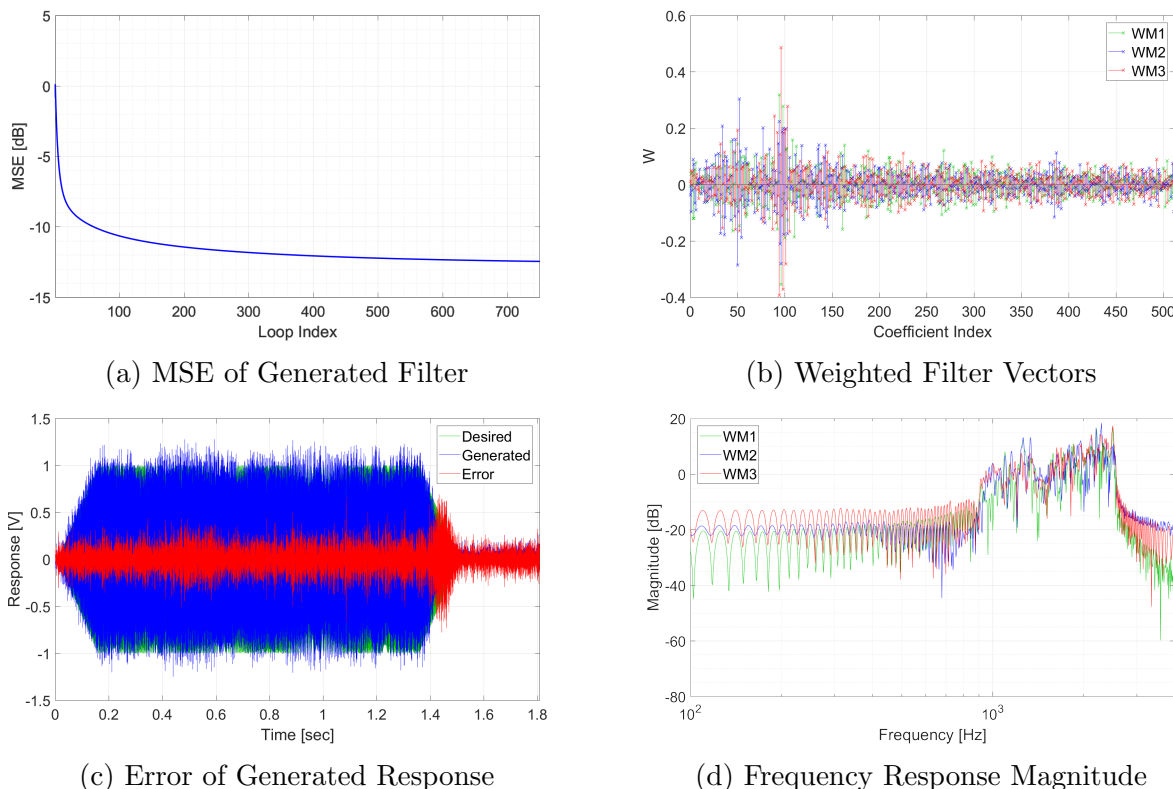 5
0
-5
-10
-15
MSE [dB]
100 200 300 400 500 600 700
Loop Index
(a) MSE of Generated Filter
0.6
0.4
0.2
0
-0.2
-0.4
W
WM1
WM2
WM3
0 50 100 150 200 250 300 350 400 450 500
Coefficient Index
(b) Weighted Filter Vectors
1.5
1
0.5
0
-0.5
-1
-1.5
Response [V]
Desired
Generated
Error
0 0.2 0.4 0.6 0.8 1 1.2 1.4 1.6 1.8
Time [sec]
(c) Error of Generated Response
20
0
-20
-40
-60
-80
Magnitude [dB]
WM1
WM2
WM3
10² 10³
Frequency [Hz]
(d) Frequency Response Magnitude